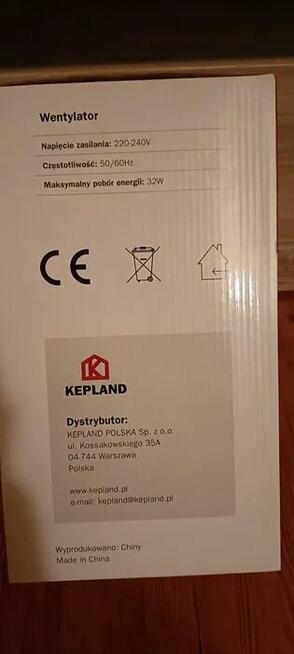 Wentylator
Napięcie zasilania: 220-240V
Częstotliwość: 50/60Hz
Maksymalny pobór energii: 32W
CE
KEPLAND
Dystrybutor:
KEPLAND POLSKA Sp. z o.o.
ul. Kossakowskiego 35A
04-744 Warszawa
Polska
www.kepland.pl
e-mail: kepland@kepland.pl
Wyprodukowano: Chiny
Made in China